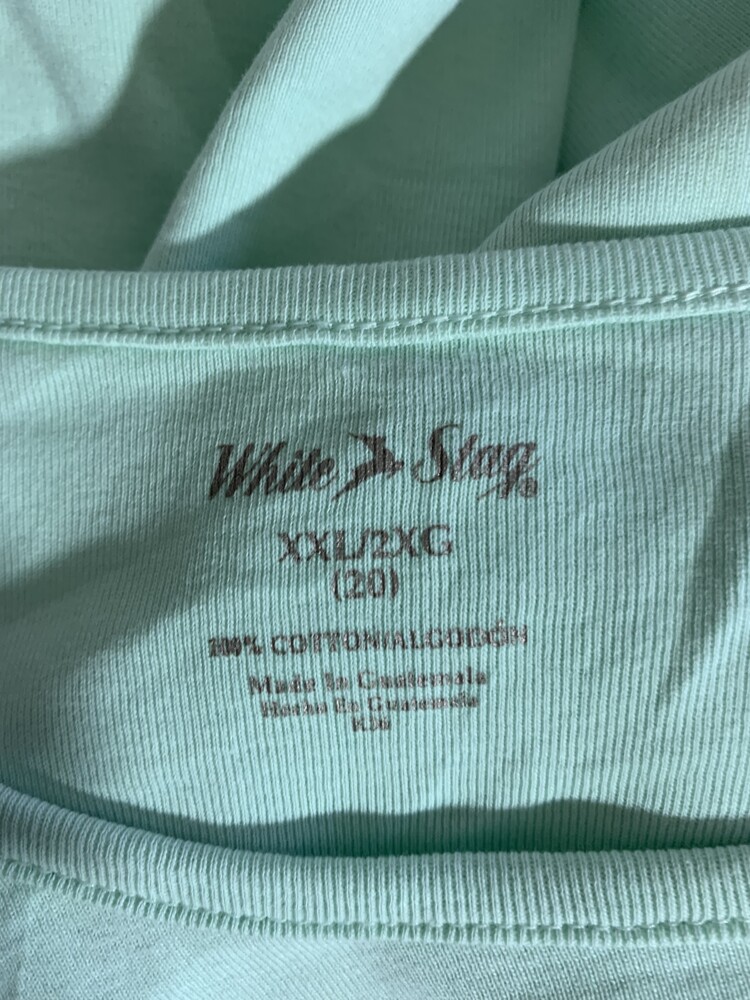 White Stag®
XXL/2XG
(20)
100% COTTON/ALGODÓN
Made In Guatemala
Hecho En Guatemala